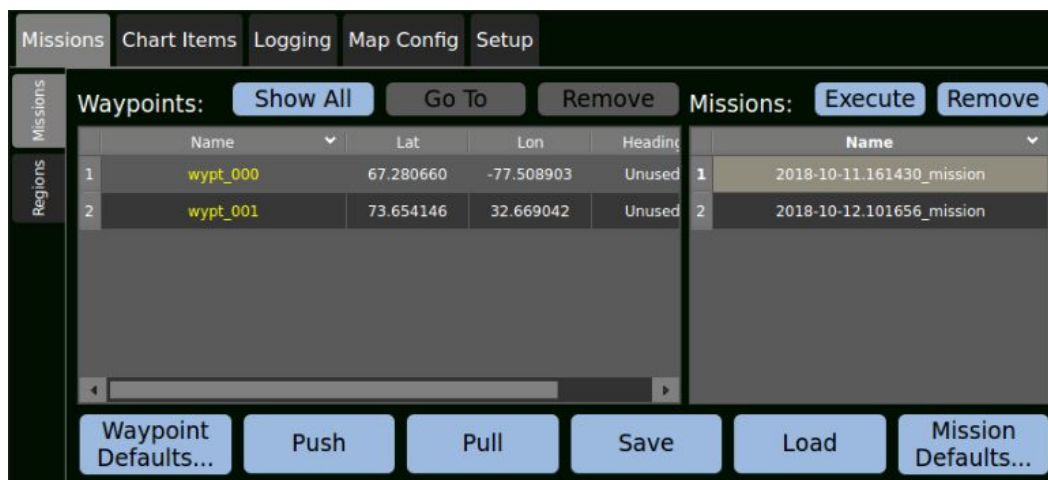 Missions Chart Items Logging Map Config Setup
Missions
Regions
Waypoints: Show All Go To Remove Missions: Execute Remove
Name Lat Lon Heading
1 wypt_000 67.280660 -77.508903 Unused
2 wypt_001 73.654146 32.669042 Unused
Name
1 2018-10-11.161430_mission
2 2018-10-12.101656_mission
Waypoint
Defaults...
Push
Pull
Save
Load
Mission
Defaults...